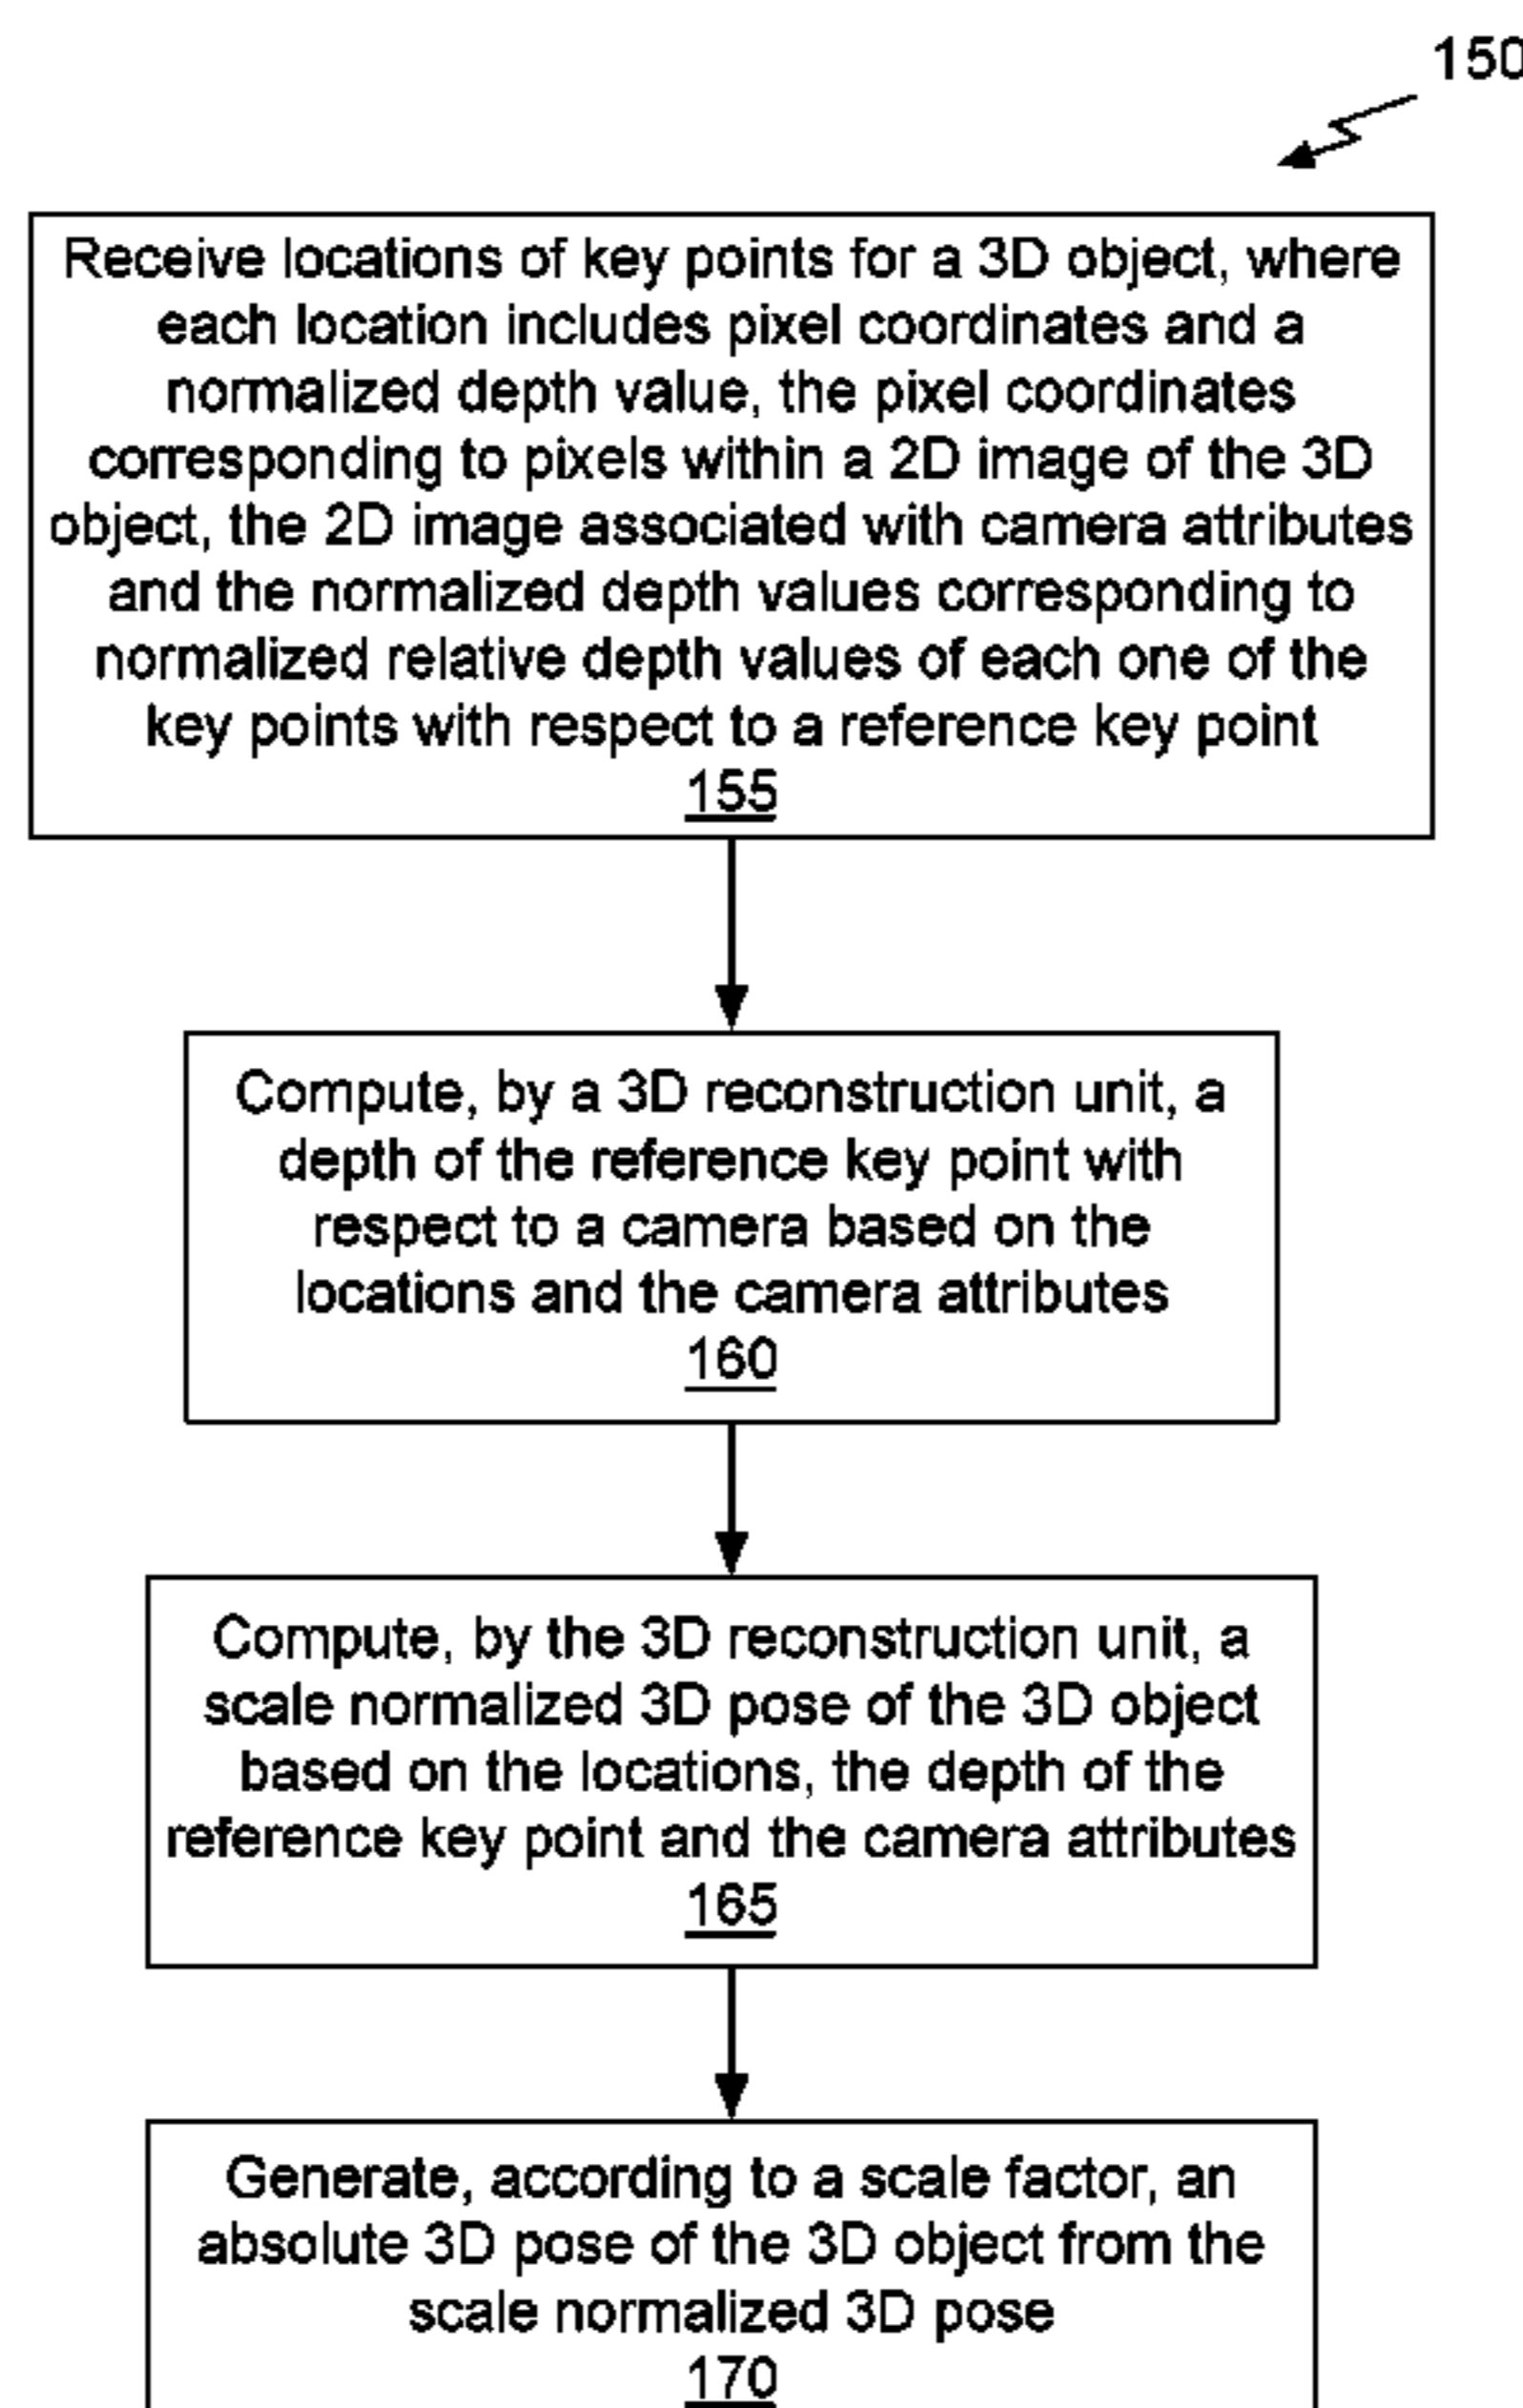 150
Receive locations of key points for a 3D object, where
each location includes pixel coordinates and a
normalized depth value, the pixel coordinates
corresponding to pixels within a 2D image of the 3D
object, the 2D image associated with camera attributes
and the normalized depth values corresponding to
normalized relative depth values of each one of the
key points with respect to a reference key point
155
Compute, by a 3D reconstruction unit, a
depth of the reference key point with
respect to a camera based on the
locations and the camera attributes
160
Compute, by the 3D reconstruction unit, a
scale normalized 3D pose of the 3D object
based on the locations, the depth of the
reference key point and the camera attributes
165
Generate, according to a scale factor, an
absolute 3D pose of the 3D object from the
scale normalized 3D pose
170